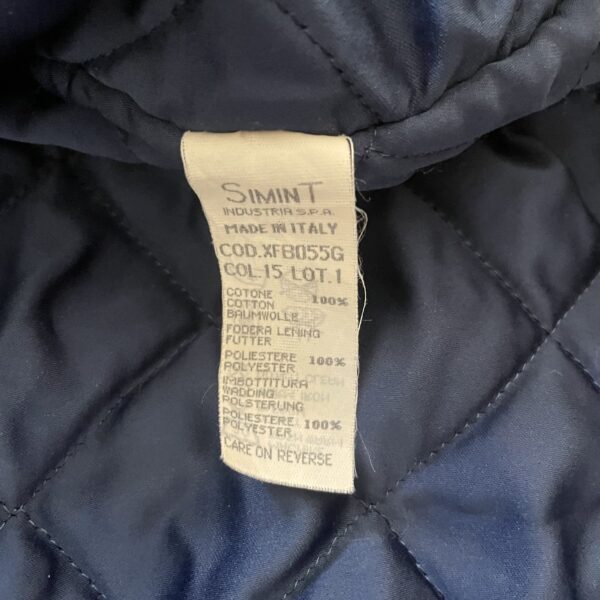 SIMINT
INDUSTRIA S.P.A.
MADE IN ITALY
COD.XFB055G
COL.15 LOT.1
COTONE 100%
COTTON
BAUMWOLLE
FODERA LENING
FUTTER
POLIESTERE 100%
POLYESTER
IMBOTTITURA
WADDING
POLSTERUNG
POLIESTERE 100%
POLYESTER
CARE ON REVERSE